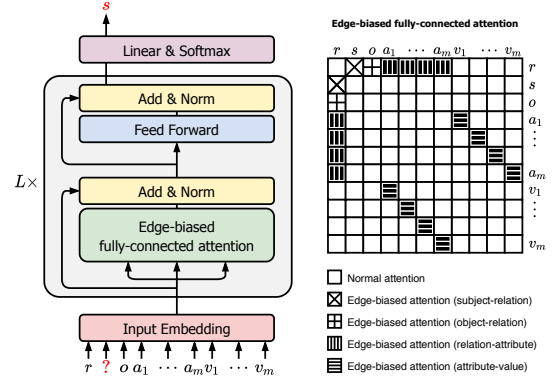 s
Linear & Softmax
Add & Norm
Feed Forward
L×
Add & Norm
Edge-biased
fully-connected attention
Input Embedding
r ? o a₁ ⋯ aₘ v₁ ⋯ vₘ
Edge-biased fully-connected attention
r s o a₁ ⋯ aₘ v₁ ⋯ vₘ
r
s
o
a₁
⋮
aₘ
v₁
⋮
vₘ
Normal attention
Edge-biased attention (subject-relation)
Edge-biased attention (object-relation)
Edge-biased attention (relation-attribute)
Edge-biased attention (attribute-value)